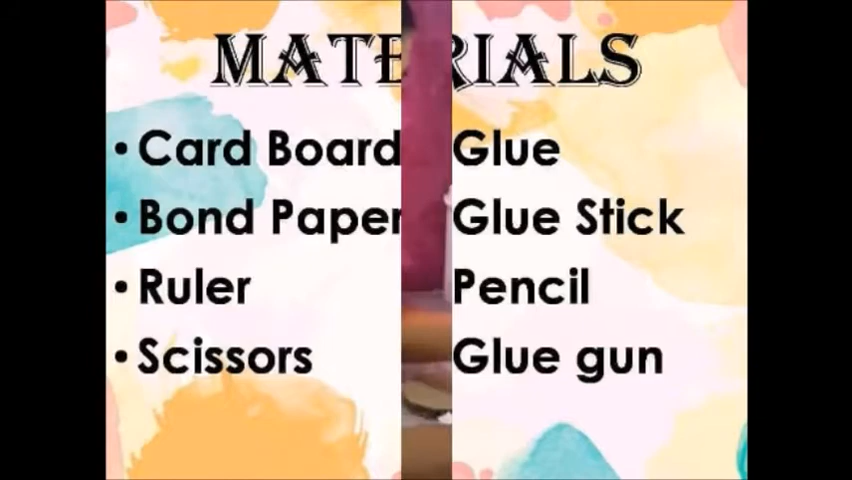 MATERIALS
• Card Board
• Bond Paper
• Ruler
• Scissors
Glue
Glue Stick
Pencil
Glue gun